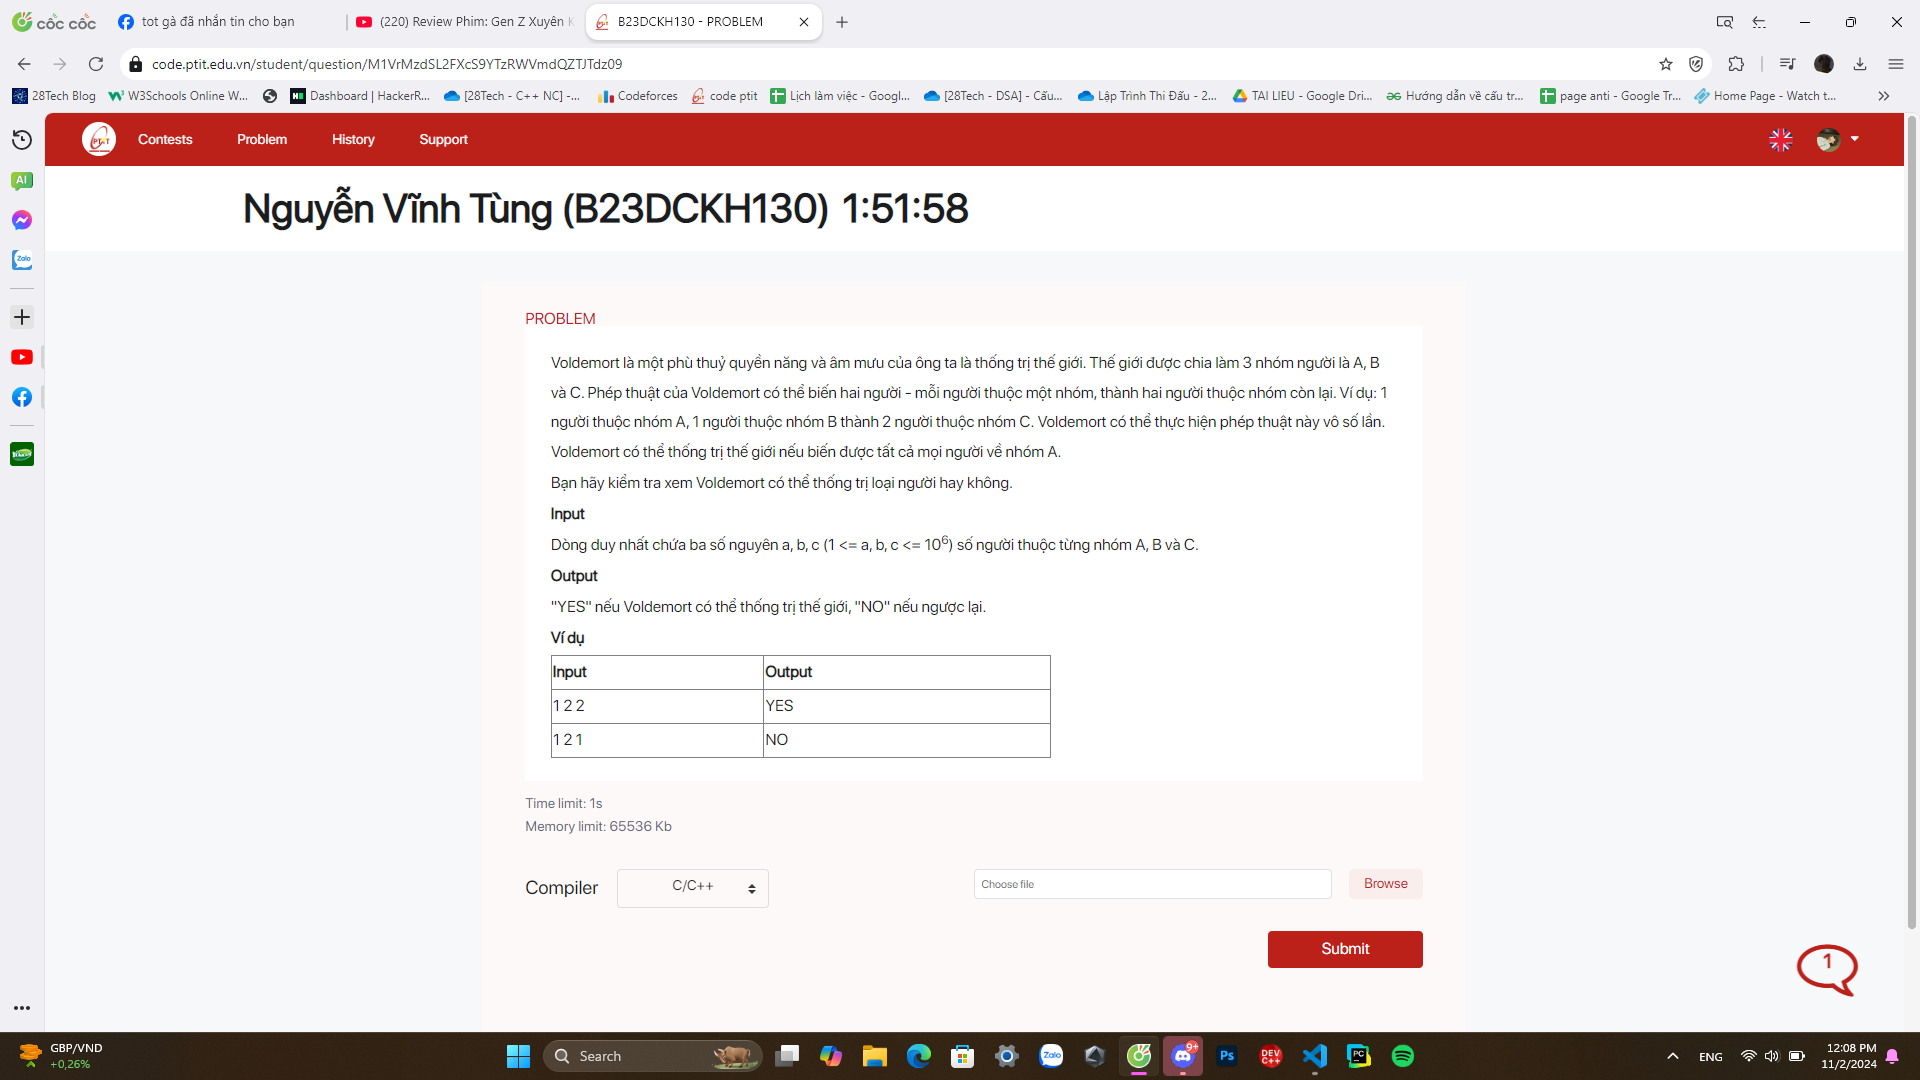 cốc cốc
tot gà đã nhắn tin cho bạn
(220) Review Phim: Gen Z Xuyên K
B23DCKH130 - PROBLEM
code.ptit.edu.vn/student/question/M1VrMzdSL2FXcS9YTzRWVmdQZTJTdz09
28Tech Blog
W3Schools Online W...
Dashboard | HackerR...
[28Tech - C++ NC] -...
Codeforces
code ptit
Lịch làm việc - Googl...
[28Tech - DSA] - Cấu...
Lập Trình Thi Đấu - 2...
TAI LIEU - Google Dri...
Hướng dẫn về cấu tr...
page anti - Google Tr...
Home Page - Watch t...
Contests
Problem
History
Support
Nguyễn Vĩnh Tùng (B23DCKH130) 1:51:58
PROBLEM
Voldemort là một phù thuỷ quyền năng và âm mưu của ông ta là thống trị thế giới. Thế giới được chia làm 3 nhóm người là A, B
và C. Phép thuật của Voldemort có thể biến hai người - mỗi người thuộc một nhóm, thành hai người thuộc nhóm còn lại. Ví dụ: 1
người thuộc nhóm A, 1 người thuộc nhóm B thành 2 người thuộc nhóm C. Voldemort có thể thực hiện phép thuật này vô số lần.
Voldemort có thể thống trị thế giới nếu biến được tất cả mọi người về nhóm A.
Bạn hãy kiểm tra xem Voldemort có thể thống trị loại người hay không.
Input
Dòng duy nhất chứa ba số nguyên a, b, c (1 <= a, b, c <= 10⁶) số người thuộc từng nhóm A, B và C.
Output
"YES" nếu Voldemort có thể thống trị thế giới, "NO" nếu ngược lại.
Ví dụ
Input Output
1 2 2 YES
1 2 1 NO
Time limit: 1s
Memory limit: 65536 Kb
Compiler
C/C++
Choose file
Browse
Submit
1
AI
Zalo
GBP/VND
+0,26%
Search
Zalo
9+
Ps
DEV C++
PC
ENG
12:08 PM
11/2/2024